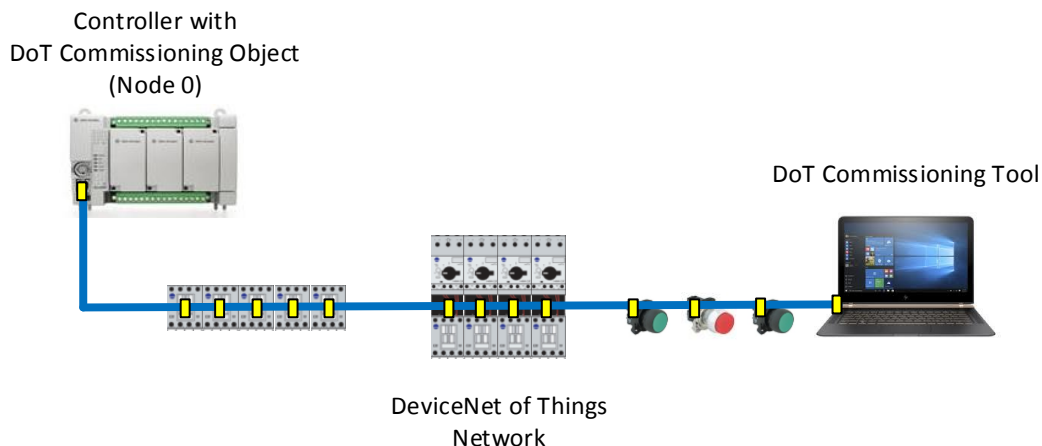 Controller with
DoT Commissioning Object
(Node 0)
DoT Commissioning Tool
DeviceNet of Things
Network